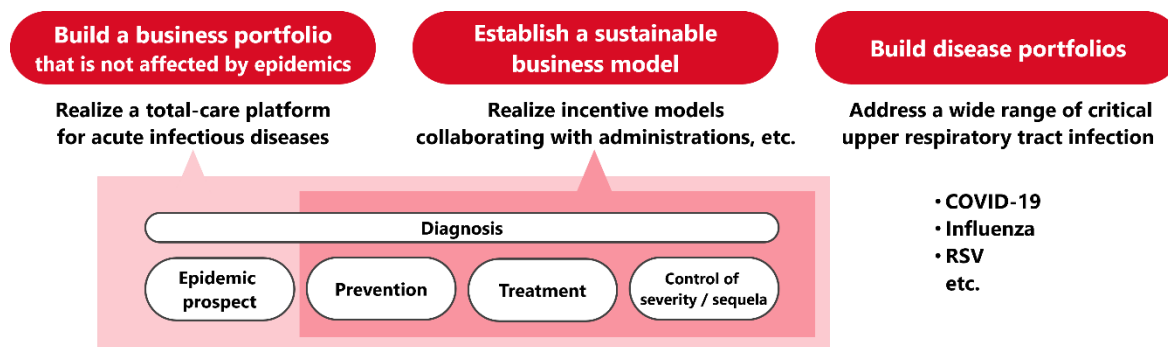 Build a business portfolio
that is not affected by epidemics
Realize a total-care platform
for acute infectious diseases
Establish a sustainable
business model
Realize incentive models
collaborating with administrations, etc.
Build disease portfolios
Address a wide range of critical
upper respiratory tract infection
・COVID-19
・Influenza
・RSV
etc.
Diagnosis
Epidemic
prospect
Prevention
Treatment
Control of
severity / sequela